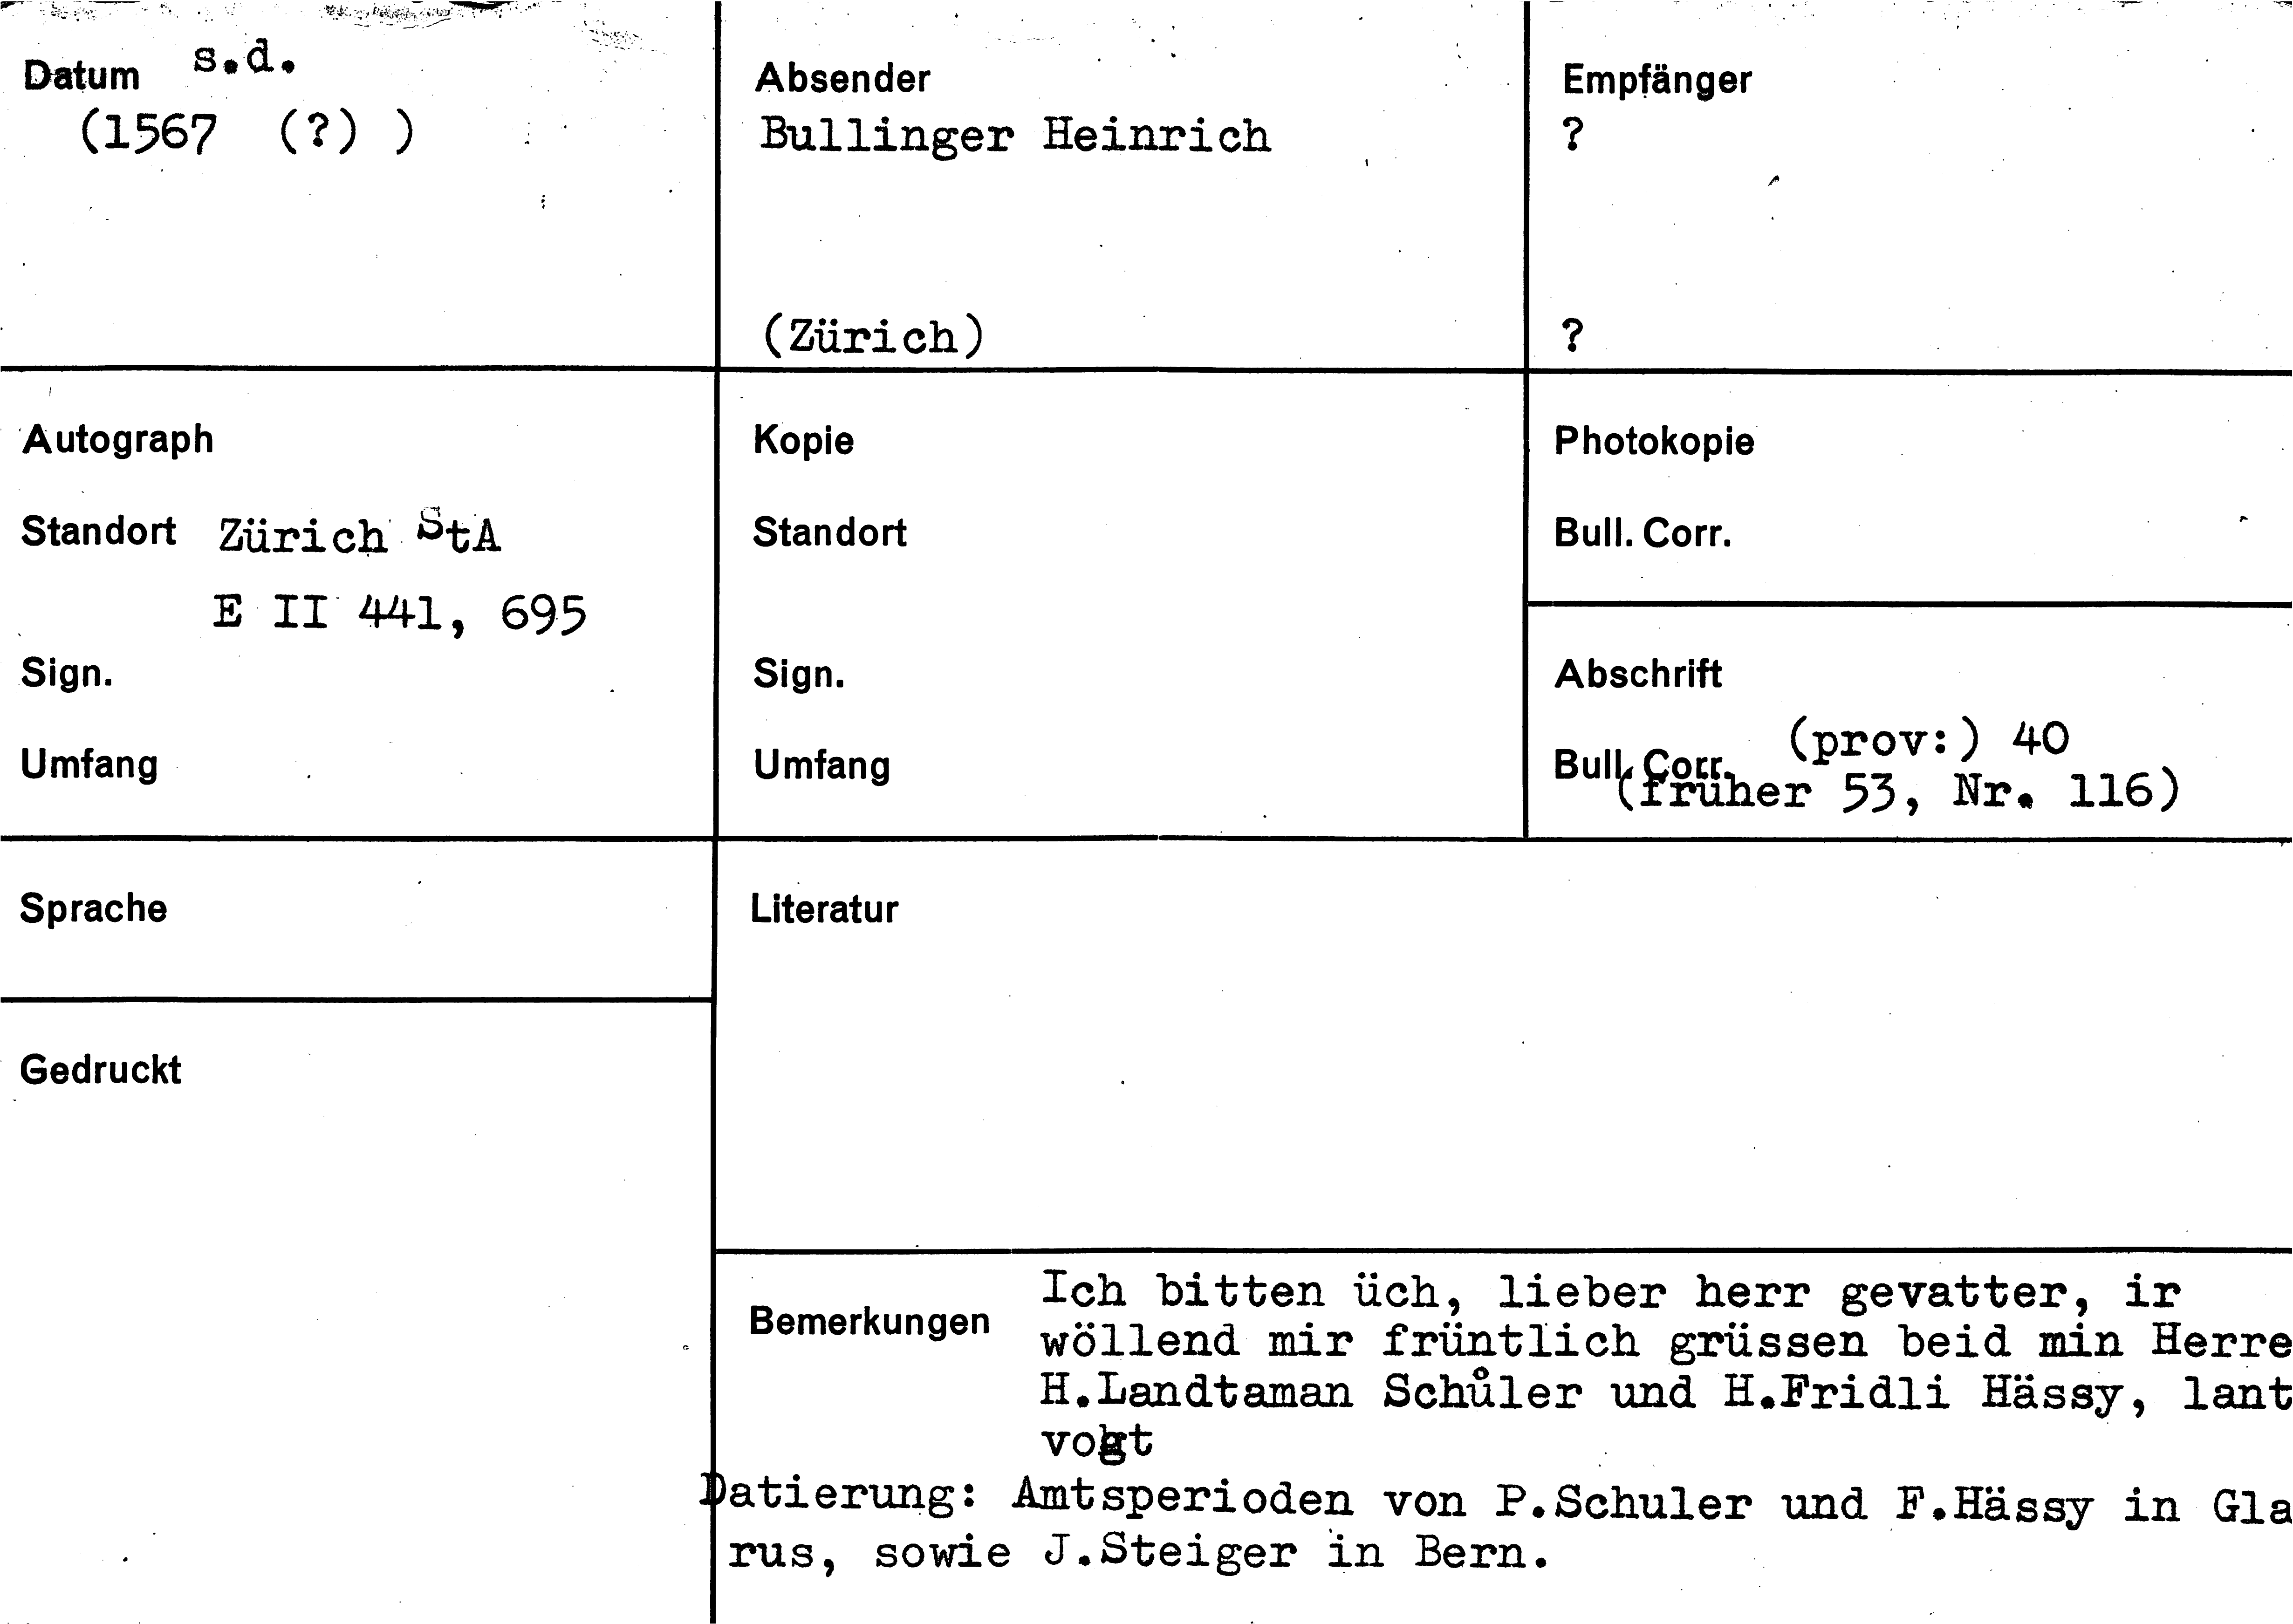 Datum s.d.
(1567 (?) )
Absender
Bullinger Heinrich
(Zürich)
Empfänger
?
?
Autograph
Standort Zürich StA
E II 441, 695
Sign.
Umfang
Kopie
Standort
Sign.
Umfang
Photokopie
Bull. Corr.
Abschrift
(prov:) 40
Bull. Corr.
(früher 53, Nr. 116)
Sprache
Literatur
Gedruckt
Bemerkungen
Ich bitten üch, lieber herr gevatter, ir
wöllend mir früntlich grüssen beid min Herre
H.Landtaman Schůler und H.Fridli Hässy, lant
vogt
Datierung: Amtsperioden von P.Schuler und F.Hässy in Gla
rus, sowie J.Steiger in Bern.